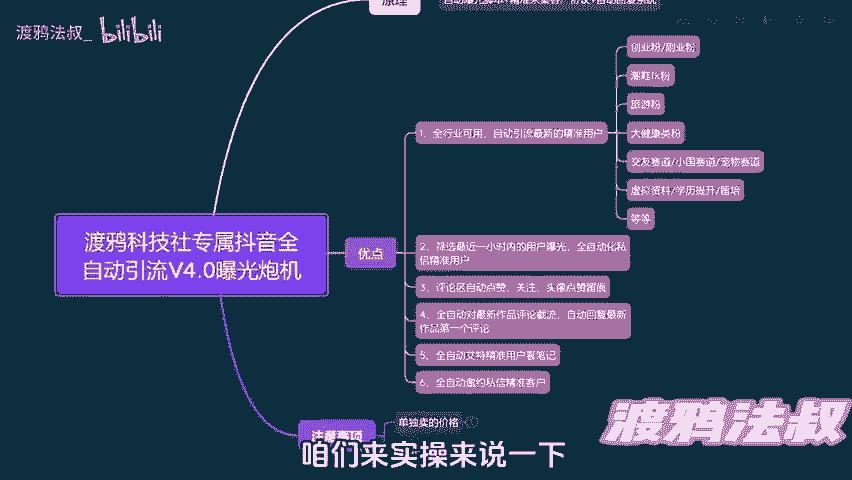 渡鸦法叔_ bilibili
原理
创业粉/副业粉
潮鞋fk粉
旅游粉
1、全行业可用，自动引流最新的精准用户
大健康类粉
交友赛道/小国赛道/宠物赛道
虚拟资料/学历提升/留培
等等
渡鸦科技社专属抖音全
自动引流V4.0曝光炮机
优点
2、筛选最近一小时内的用户曝光，全自动化私
信精准用户
3、评论区自动点赞、关注、头像点赞留痕
4、全自动对最新作品评论截流，自动回复最新
作品第一个评论
5、全自动艾特精准用户看笔记
6、全自动邀约私信精准客户
注意事项
单独卖的价格
渡鸦法叔
咱们来实操来说一下